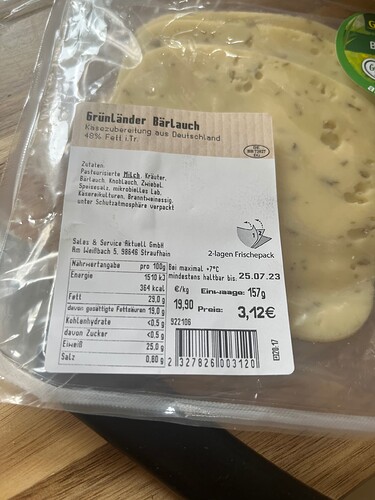 Grünländer Bärlauch
Käsezubereitung aus Deutschland
48% Fett i.Tr.
Zutaten:
Pasteurisierte Milch, Kräuter,
Bärlauch, Knoblauch, Zwiebel,
Speisesalz, mikrobielles Lab,
Käsereikulturen, Branntweinessig,
unter Schutzatmosphäre verpackt
2-lagen Frischepack
Sales & Service Aktuell GmbH
Am Weißbach 5, 98646 Straufhain
Nährwertangabe pro 100g
Energie 1510 kJ
364 kcal
Fett 29,0 g
davon gesättigte Fettsäuren 19,0 g
Kohlenhydrate <0,5 g
davon Zucker <0,5 g
Eiweiß 25,0 g
Salz 0,60 g
Bei maximal +7°C
mindestens haltbar bis: 25.07.23
€/kg Einwaage: 157g
19,90 Preis: 3,12€
922106
2 327826 003120